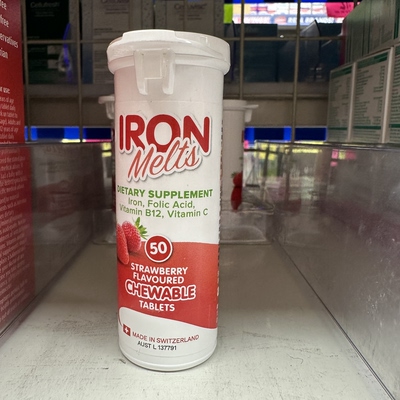 IRON
Melts
DIETARY SUPPLEMENT
Iron, Folic Acid,
Vitamin B12, Vitamin C
50
STRAWBERRY
FLAVOURED
CHEWABLE
TABLETS
MADE IN SWITZERLAND
AUST L 137791